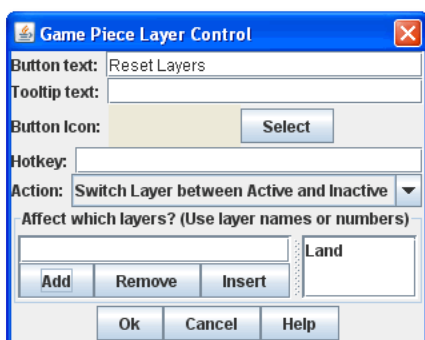 Game Piece Layer Control
Button text: Reset Layers
Tooltip text:
Button Icon: Select
Hotkey:
Action: Switch Layer between Active and Inactive
Affect which layers? (Use layer names or numbers)
Land
Add Remove Insert
Ok Cancel Help